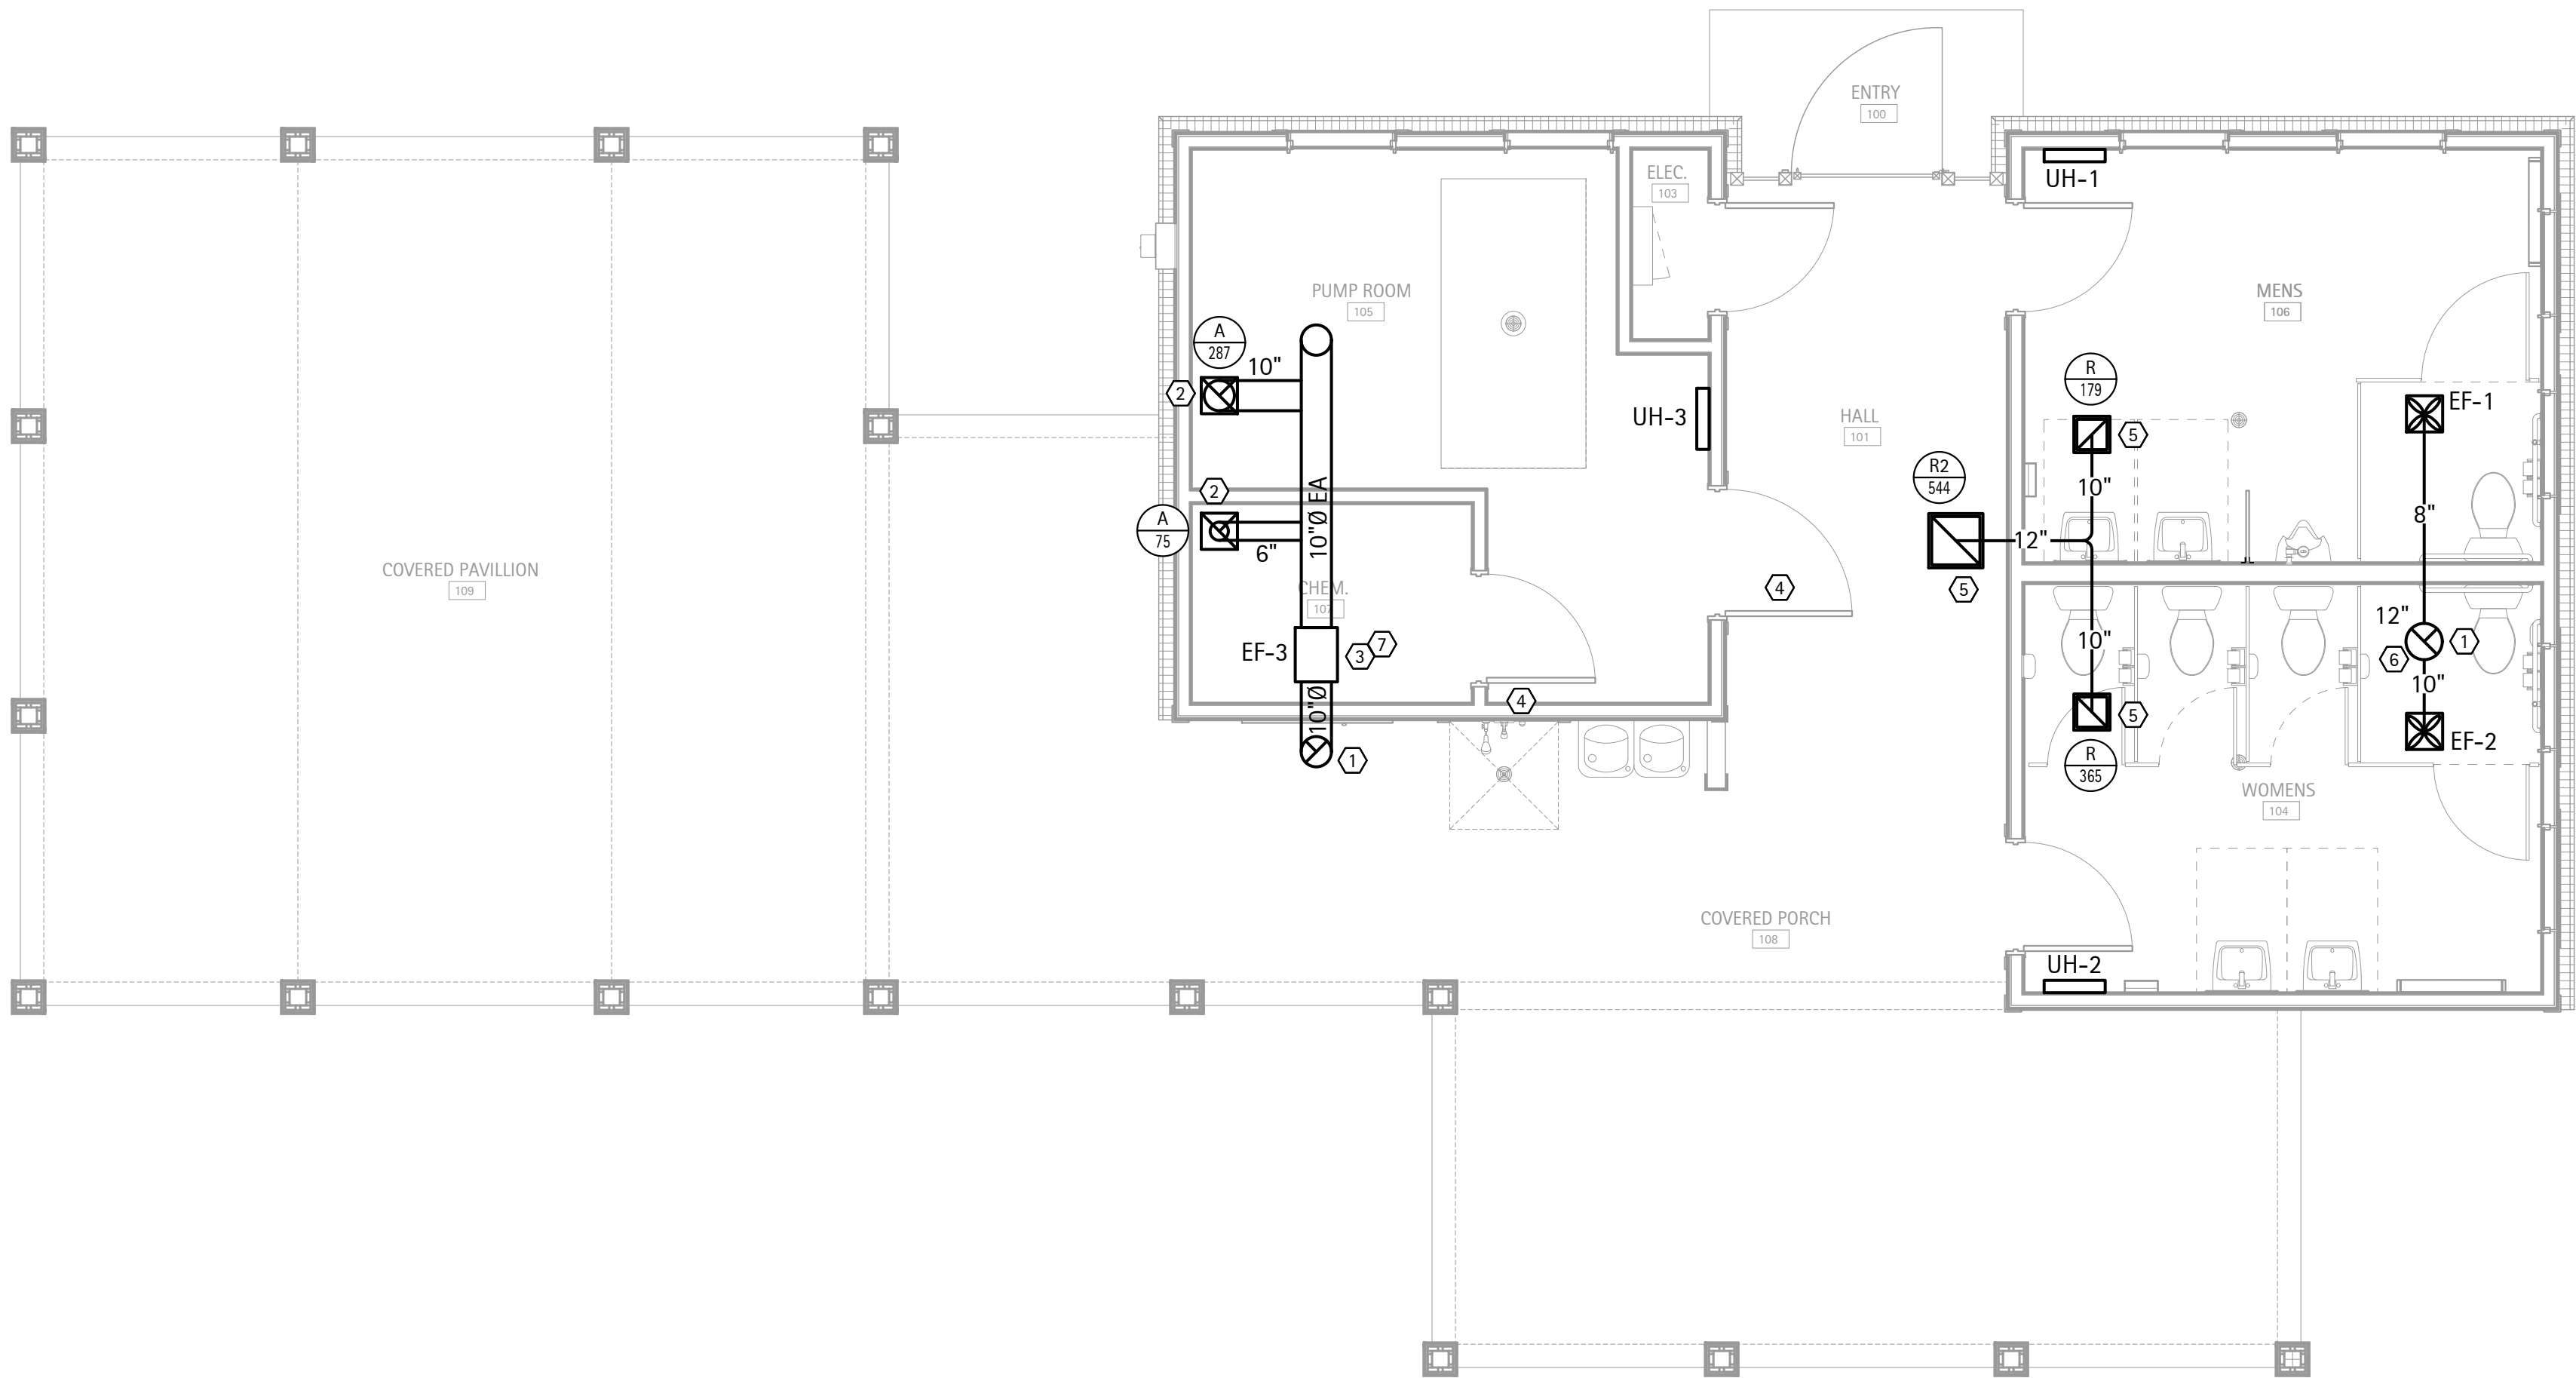 ENTRY
100
ELEC.
103
UH-1
PUMP ROOM
105
MENS
106
A
287
10"
2
UH-3
HALL
101
R
179
5
EF-1
R2
544
10"
8"
2
A
75
6"
10"Ø EA
12"
5
COVERED PAVILLION
109
CHEM.
107
4
EF-3
3
7
10"
12"
1
6
10"
4
10"Ø
1
5
R
365
EF-2
WOMENS
104
COVERED PORCH
108
UH-2